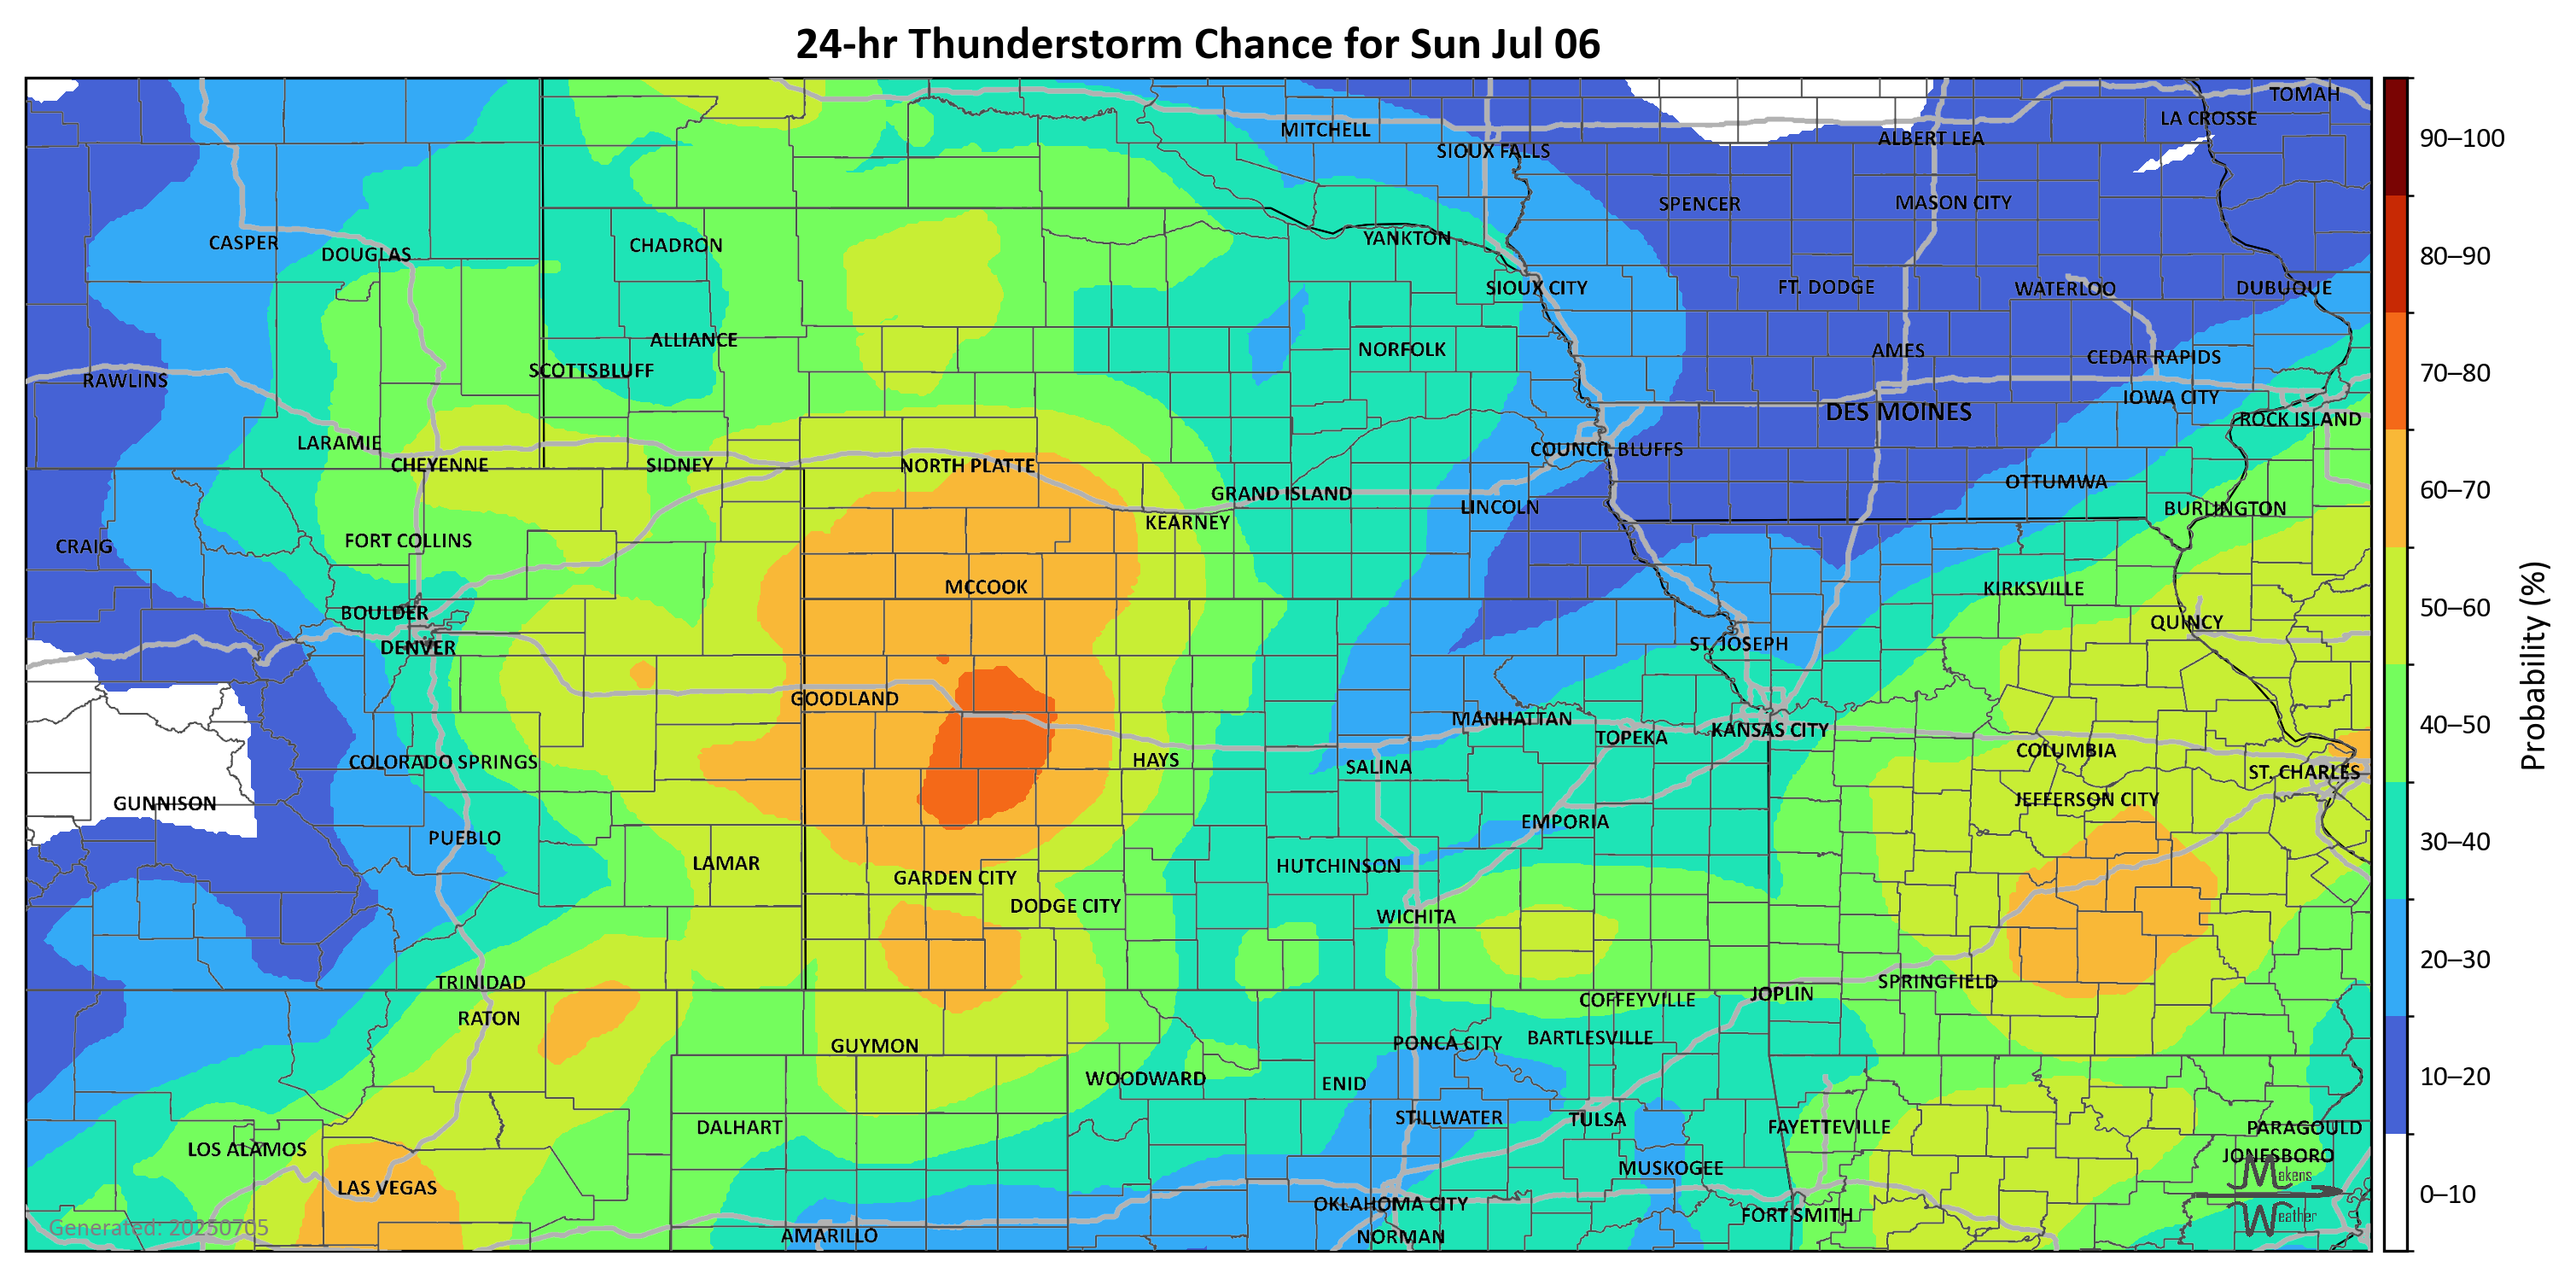 24-hr Thunderstorm Chance for Sun Jul 06
TOMAH
LA CROSSE
MITCHELL
ALBERT LEA
SIOUX FALLS
SPENCER
MASON CITY
CASPER
DOUGLAS
CHADRON
YANKTON
SIOUX CITY
FT. DODGE
WATERLOO
DUBUQUE
ALLIANCE
NORFOLK
AMES
CEDAR RAPIDS
RAWLINS
SCOTTSBLUFF
IOWA CITY
DES MOINES
ROCK ISLAND
LARAMIE
COUNCIL BLUFFS
CHEYENNE
SIDNEY
NORTH PLATTE
OTTUMWA
GRAND ISLAND
LINCOLN
BURLINGTON
KEARNEY
CRAIG
FORT COLLINS
MCCOOK
KIRKSVILLE
BOULDER
QUINCY
DENVER
ST. JOSEPH
GOODLAND
MANHATTAN
KANSAS CITY
TOPEKA
COLUMBIA
COLORADO SPRINGS
HAYS
SALINA
ST. CHARLES
GUNNISON
JEFFERSON CITY
EMPORIA
PUEBLO
LAMAR
HUTCHINSON
GARDEN CITY
DODGE CITY
WICHITA
TRINIDAD
SPRINGFIELD
JOPLIN
COFFEYVILLE
RATON
GUYMON
PONCA CITY
BARTLESVILLE
WOODWARD
ENID
STILLWATER
TULSA
DALHART
FAYETTEVILLE
PARAGOULD
LOS ALAMOS
JONESBORO
MUSKOGEE
LAS VEGAS
OKLAHOMA CITY
FORT SMITH
AMARILLO
NORMAN
Generated: 20250705
Makens
Weather
90–100
80–90
70–80
60–70
50–60
40–50
30–40
20–30
10–20
0–10
Probability (%)